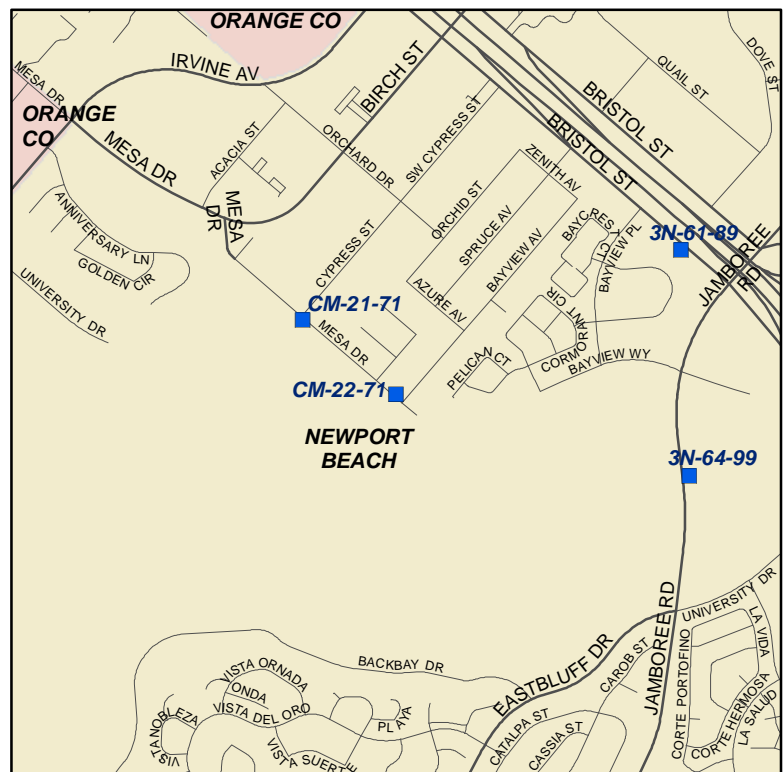 ORANGE CO
IRVINE AV
MESA DR
ORANGE
CO
MESA DR
ACACIA ST
BIRCH ST
ORCHARD DR
SW CYPRESS ST
BRISTOL ST
BRISTOL ST
QUAIL ST
DOVE ST
ZENITH AV
ORCHID ST
SPRUCE AV
BAYVIEW AV
BAYCREST CT
BAYVIEW PL
MESA
DR
ANNIVERSARY LN
GOLDEN CIR
UNIVERSITY DR
CYPRESS ST
AZURE AV
3N-61-89
JAMBOREE
RD
CM-21-71
MESA DR
PELICAN CT
CORMORANT CIR
BAYVIEW WY
CM-22-71
NEWPORT
BEACH
3N-64-99
UNIVERSITY DR
JAMBOREE RD
BACKBAY DR
EASTBLUFF DR
CAROB ST
CORTE PORTOFINO
LA VIDA
VISTA ORNADA
ONDA
VISTA DEL ORO
VISTA NOBLEZA
VISTA SUERTE
PLAYA
CATALPA ST
CASSIA ST
CORTE HERMOSA
LA SALUD